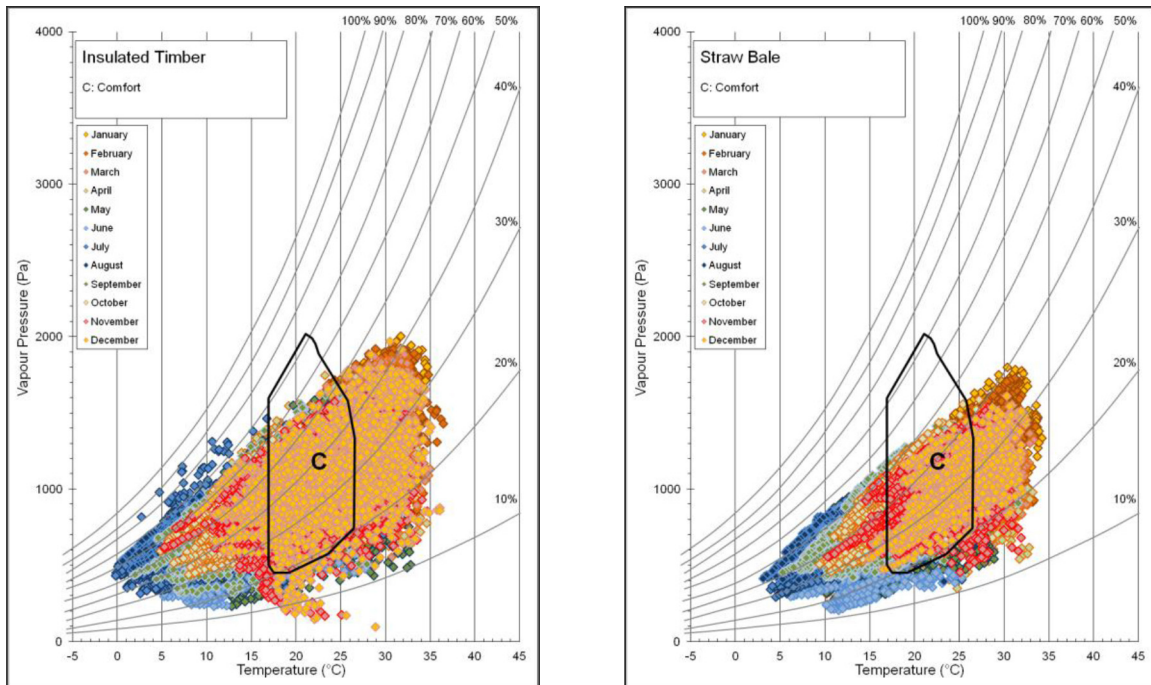 100% 90% 80% 70% 60% 50%
4000
Insulated Timber
C: Comfort
40%
January
February
March
3000
April
May
30%
June
July
August
September
October
November
2000
December
20%
Vapour Pressure (Pa)
C
1000
10%
0
-5 0 5 10 15 20 25 30 35 40 45
Temperature (°C)
100% 90% 80% 70% 60% 50%
4000
Straw Bale
C: Comfort
40%
January
February
March
3000
April
May
30%
June
July
August
September
October
November
2000
December
20%
Vapour Pressure (Pa)
C
1000
10%
0
-5 0 5 10 15 20 25 30 35 40 45
Temperature (°C)